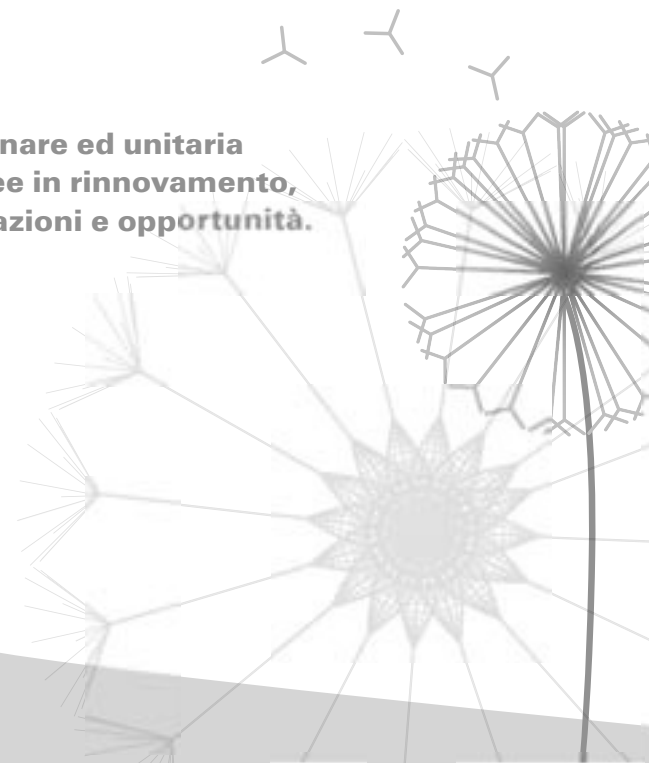 nare ed unitaria
ee in rinnovamento,
azioni e opportunità.